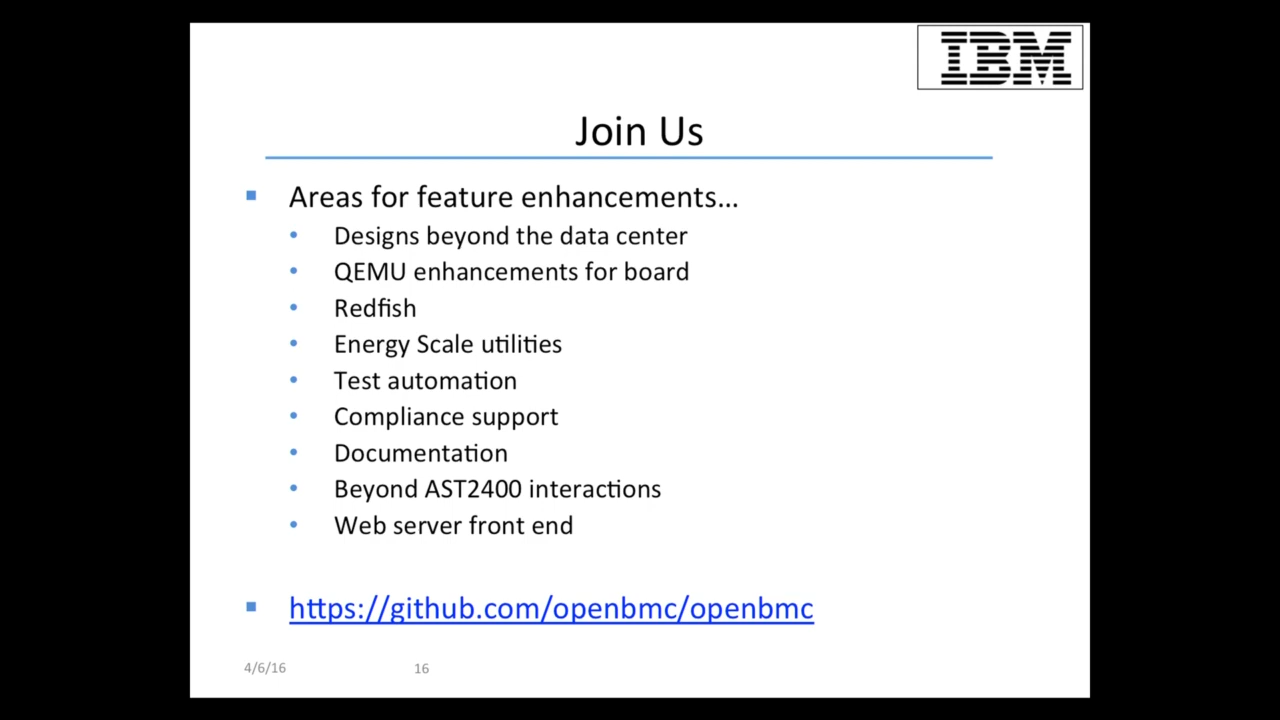 IBM
Join Us
Areas for feature enhancements...
Designs beyond the data center
QEMU enhancements for board
Redfish
Energy Scale utilities
Test automation
Compliance support
Documentation
Beyond AST2400 interactions
Web server front end
https://github.com/openbmc/openbmc
4/6/16 16